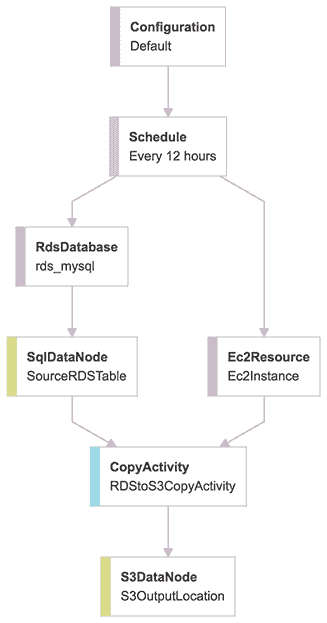 Configuration
Default
Schedule
Every 12 hours
RdsDatabase
rds_mysql
SqlDataNode
SourceRDSTable
Ec2Resource
Ec2Instance
CopyActivity
RDStoS3CopyActivity
S3DataNode
S3OutputLocation